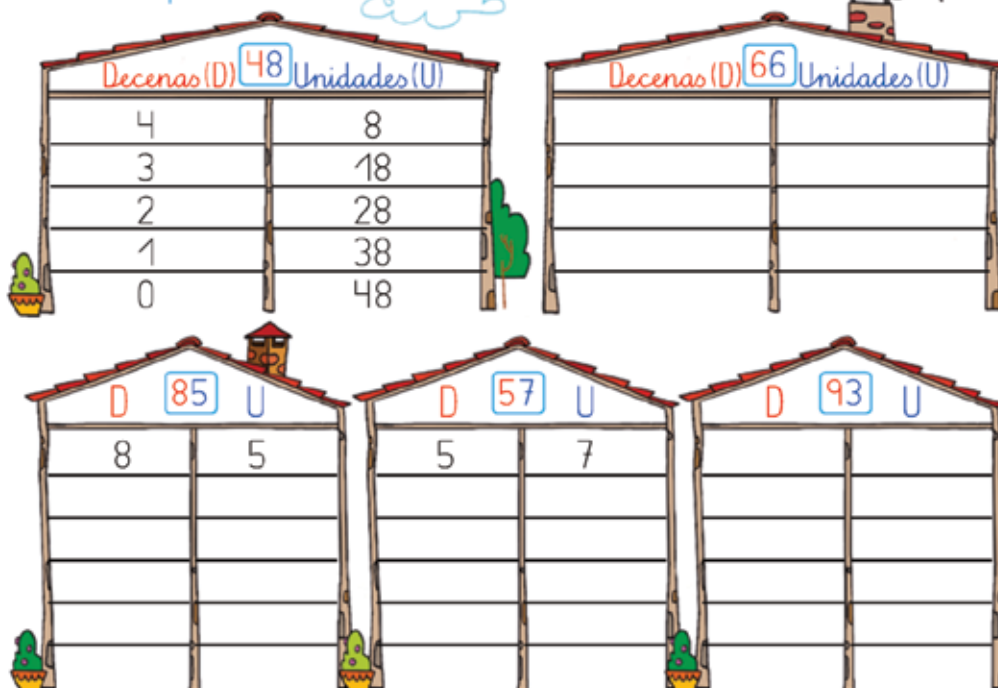 Decenas (D) 48 Unidades (U)
4 8
3 18
2 28
1 38
0 48
Decenas (D) 66 Unidades (U)
D 85 U
8 5
D 57 U
5 7
D 93 U